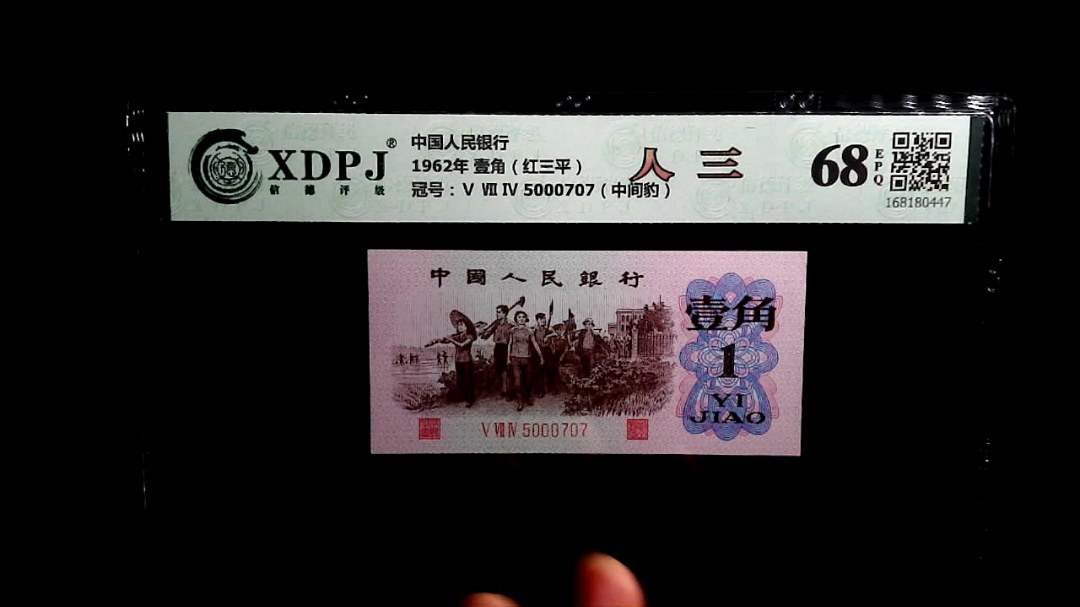 XDPJ®
信德评级
中国人民银行
1962年 壹角（红三平）
冠号：Ⅴ Ⅶ Ⅳ 5000707（中间豹）
人三
68
EPQ
168180447
中國人民銀行
壹角
1
YI
JIAO
Ⅴ Ⅶ Ⅳ 5000707